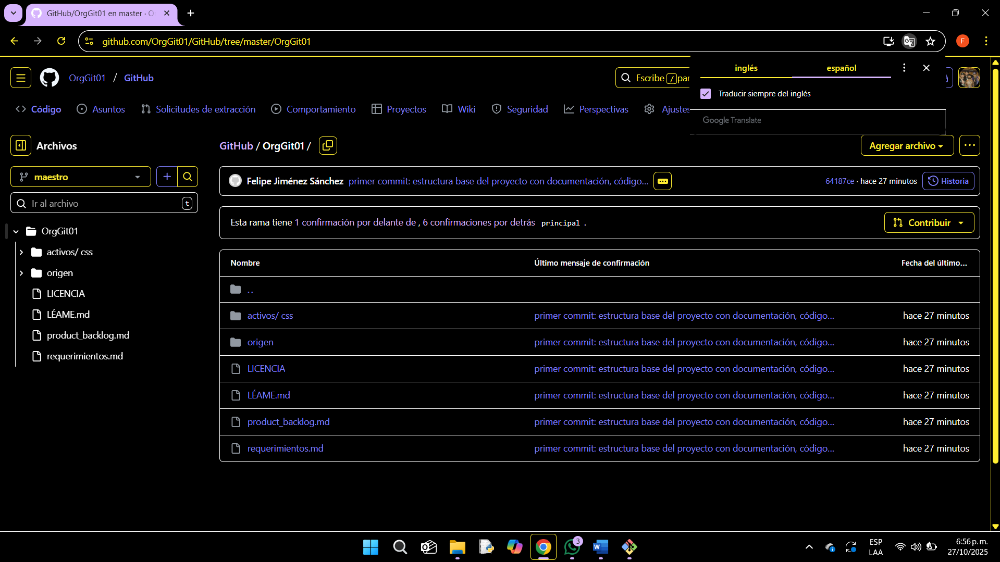 GitHub/OrgGit01 en master · O
github.com/OrgGit01/GitHub/tree/master/OrgGit01
F
inglés español
Traducir siempre del inglés
Google Translate
OrgGit01 / GitHub
Escribe / par
Código Asuntos Solicitudes de extracción Comportamiento Proyectos Wiki Seguridad Perspectivas Ajustes
Archivos
GitHub / OrgGit01 /
Agregar archivo
maestro
Felipe Jiménez Sánchez primer commit: estructura base del proyecto con documentación, código...
64187ce · hace 27 minutos Historia
Ir al archivo t
Esta rama tiene 1 confirmación por delante de , 6 confirmaciones por detrás principal .
Contribuir
OrgGit01
activos/ css
origen
LICENCIA
LÉAME.md
product_backlog.md
requerimientos.md
Nombre Último mensaje de confirmación Fecha del último...
..
activos/ css primer commit: estructura base del proyecto con documentación, código... hace 27 minutos
origen primer commit: estructura base del proyecto con documentación, código... hace 27 minutos
LICENCIA primer commit: estructura base del proyecto con documentación, código... hace 27 minutos
LÉAME.md primer commit: estructura base del proyecto con documentación, código... hace 27 minutos
product_backlog.md primer commit: estructura base del proyecto con documentación, código... hace 27 minutos
requerimientos.md primer commit: estructura base del proyecto con documentación, código... hace 27 minutos
3
ESP
LAA
6:56 p. m.
27/10/2025